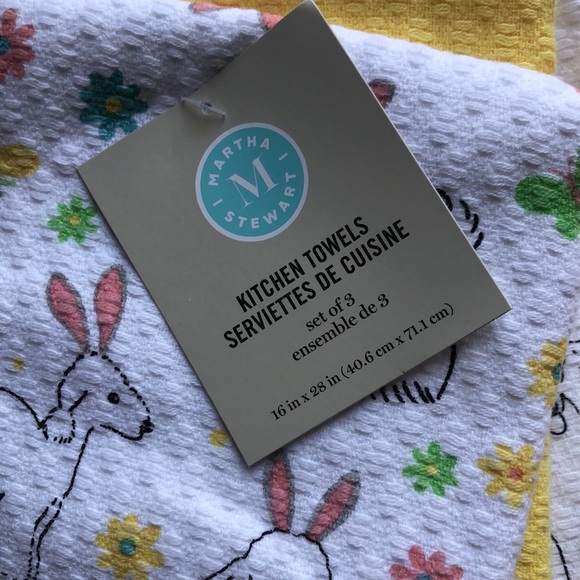 MARTHA
M
STEWART
KITCHEN TOWELS
SERVIETTES DE CUISINE
set of 3
ensemble de 3
16 in x 28 in (40.6 cm x 71.1 cm)